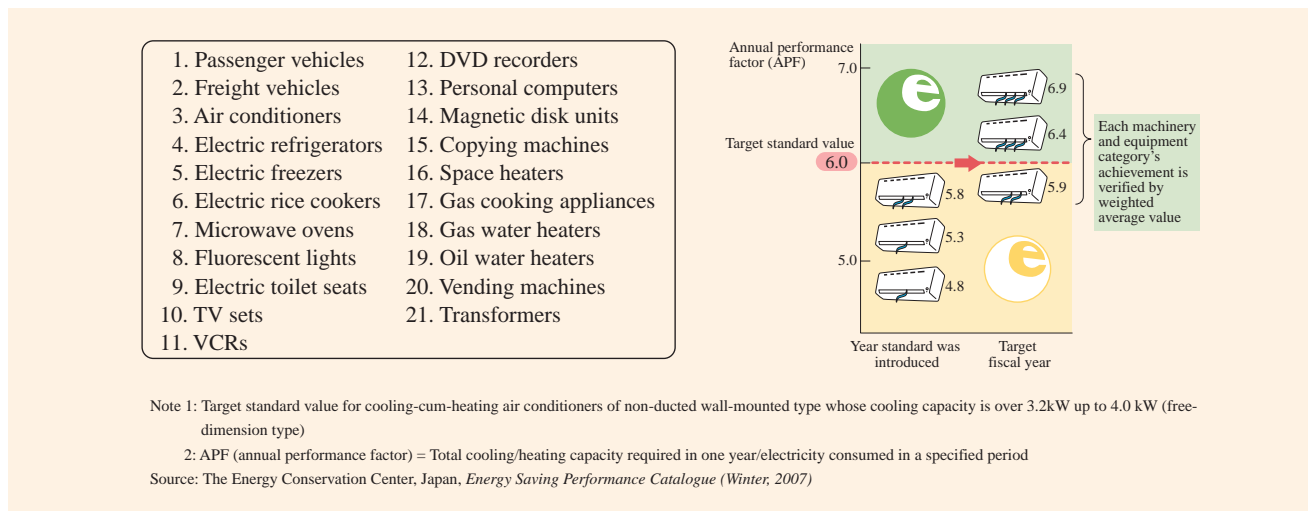 1. Passenger vehicles
2. Freight vehicles
3. Air conditioners
4. Electric refrigerators
5. Electric freezers
6. Electric rice cookers
7. Microwave ovens
8. Fluorescent lights
9. Electric toilet seats
10. TV sets
11. VCRs
12. DVD recorders
13. Personal computers
14. Magnetic disk units
15. Copying machines
16. Space heaters
17. Gas cooking appliances
18. Gas water heaters
19. Oil water heaters
20. Vending machines
21. Transformers
Annual performance
factor (APF)
7.0
Target standard value
6.0
5.0
e
5.8
5.3
4.8
6.9
6.4
5.9
e
Year standard was
introduced
Target
fiscal year
Each machinery
and equipment
category's
achievement is
verified by
weighted
average value
Note 1: Target standard value for cooling-cum-heating air conditioners of non-ducted wall-mounted type whose cooling capacity is over 3.2kW up to 4.0 kW (free-
dimension type)
2: APF (annual performance factor) = Total cooling/heating capacity required in one year/electricity consumed in a specified period
Source: The Energy Conservation Center, Japan, Energy Saving Performance Catalogue (Winter, 2007)